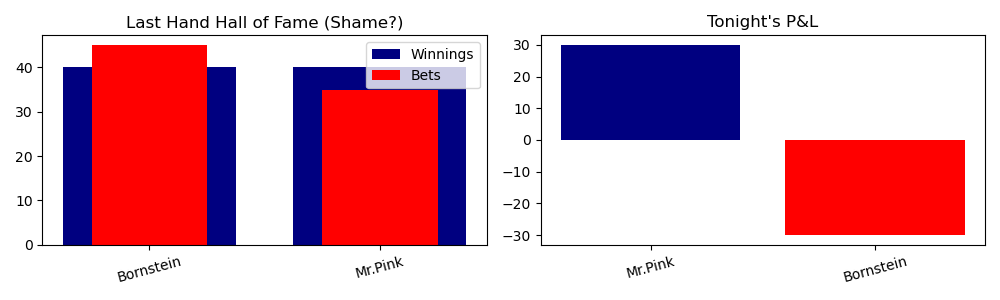 Last Hand Hall of Fame (Shame?)
Winnings
Bets
40
30
20
10
0
Bornstein
Mr.Pink
Tonight's P&L
30
20
10
0
−10
−20
−30
Mr.Pink
Bornstein